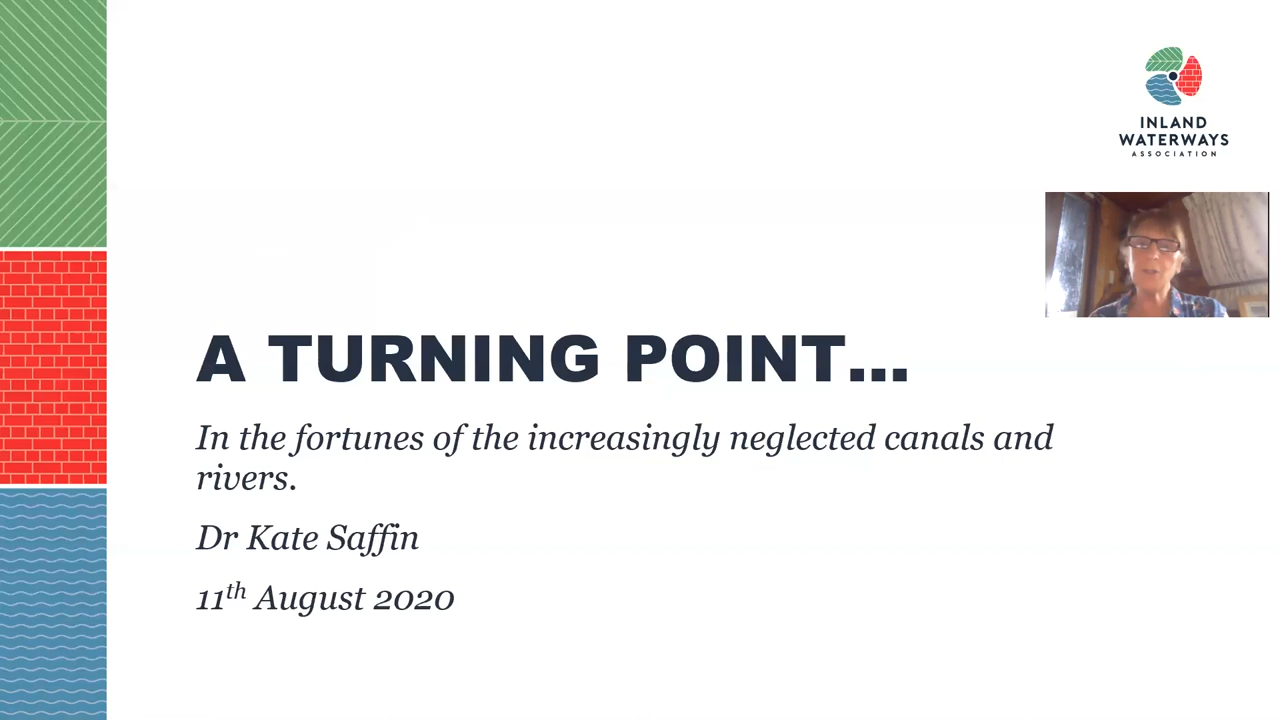 INLAND
WATERWAYS
ASSOCIATION
A TURNING POINT...
In the fortunes of the increasingly neglected canals and
rivers.
Dr Kate Saffin
11th August 2020